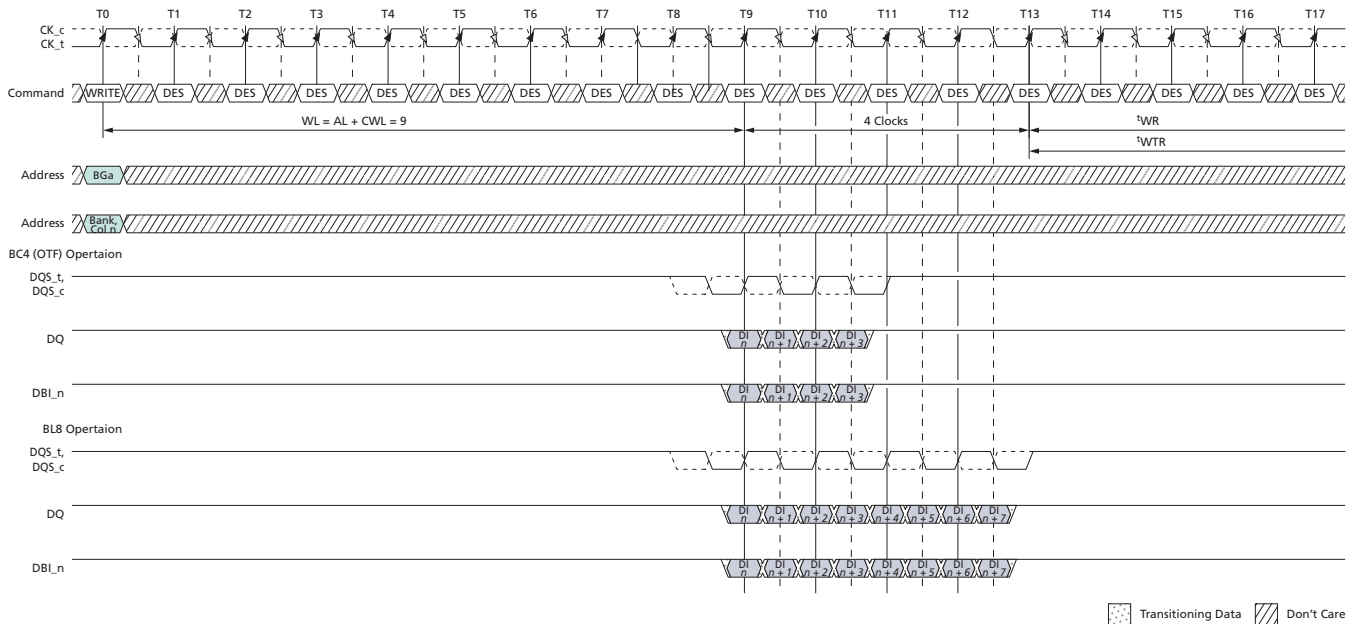 T0 T1 T2 T3 T4 T5 T6 T7 T8 T9 T10 T11 T12 T13 T14 T15 T16 T17
CK_c
CK_t
Command WRITE DES DES DES DES DES DES DES DES DES DES DES DES DES DES DES DES DES
WL = AL + CWL = 9 4 Clocks tWR
tWTR
Address BGa
Address Bank,
Col n
BC4 (OTF) Opertaion
DQS_t,
DQS_c
DQ DI n DI n + 1 DI n + 2 DI n + 3
DBI_n DI n DI n + 1 DI n + 2 DI n + 3
BL8 Opertaion
DQS_t,
DQS_c
DQ DI n DI n + 1 DI n + 2 DI n + 3 DI n + 4 DI n + 5 DI n + 6 DI n + 7
DBI_n DI n DI n + 1 DI n + 2 DI n + 3 DI n + 4 DI n + 5 DI n + 6 DI n + 7
Transitioning Data Don't Care